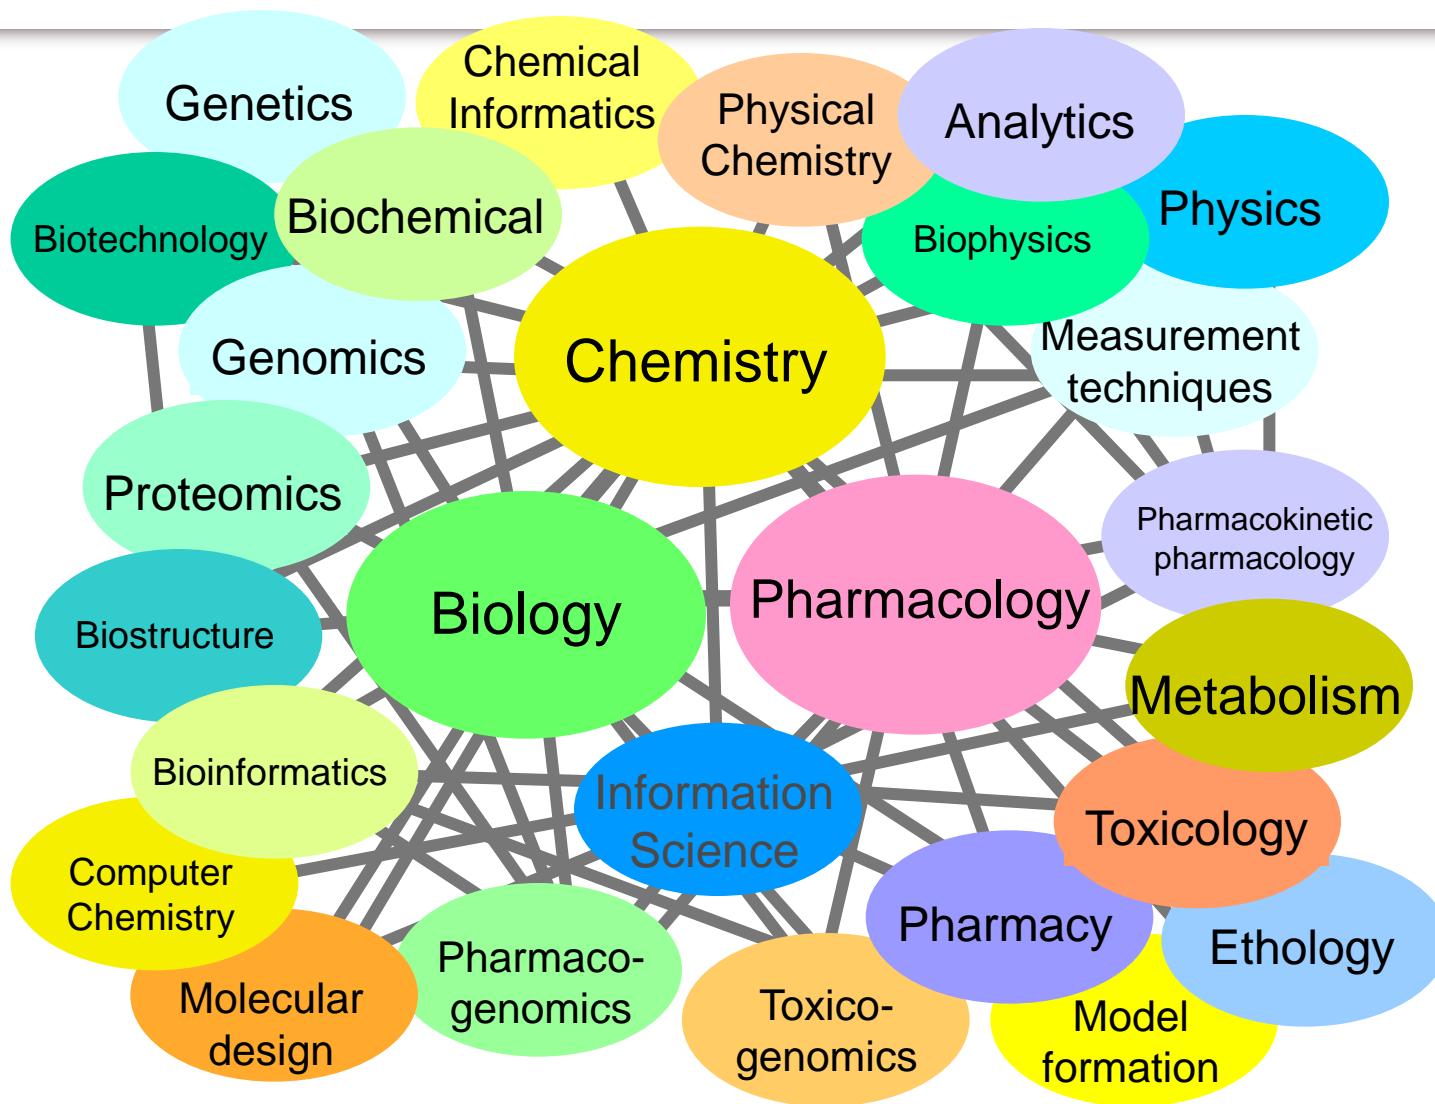 Genetics
Chemical
Informatics
Physical
Chemistry
Analytics
Physics
Biotechnology
Biochemical
Biophysics
Genomics
Chemistry
Measurement
techniques
Proteomics
Pharmacokinetic
pharmacology
Biology
Pharmacology
Biostructure
Metabolism
Bioinformatics
Information
Science
Toxicology
Computer
Chemistry
Pharmacy
Ethology
Molecular
design
Pharmaco-
genomics
Toxico-
genomics
Model
formation